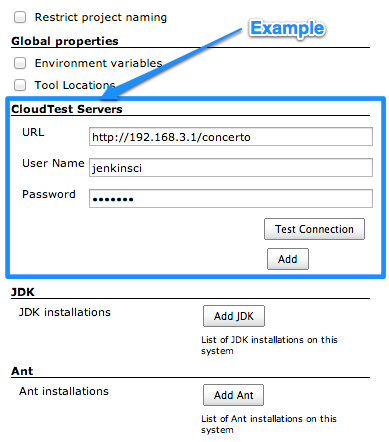 Restrict project naming
Example
Global properties
Environment variables
Tool Locations
CloudTest Servers
URL
http://192.168.3.1/concerto
User Name
jenkinsci
Password
•••••••
Test Connection
Add
JDK
JDK installations
Add JDK
List of JDK installations on this
system
Ant
Ant installations
Add Ant
List of Ant installations on this
system